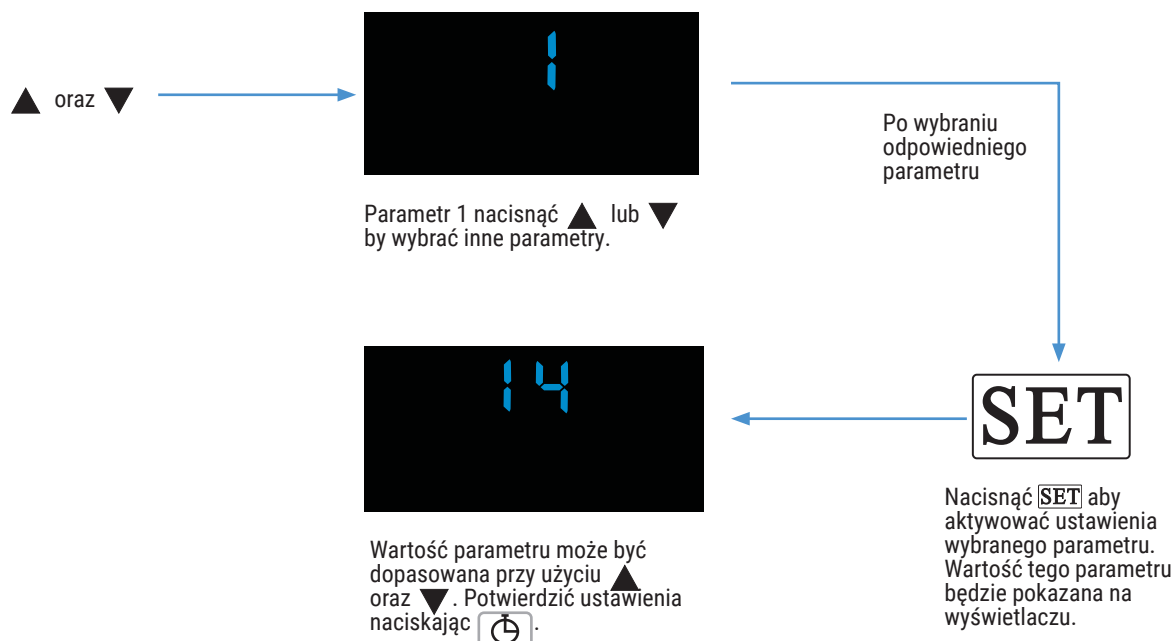 ▲ oraz ▼
1
Po wybraniu
odpowiedniego
parametru
Parametr 1 nacisnąć ▲ lub ▼
by wybrać inne parametry.
14
SET
Nacisnąć SET aby
aktywować ustawienia
wybranego parametru.
Wartość tego parametru
będzie pokazana na
wyświetlaczu.
Wartość parametru może być
dopasowana przy użyciu ▲
oraz ▼. Potwierdzić ustawienia
naciskając ⏱.